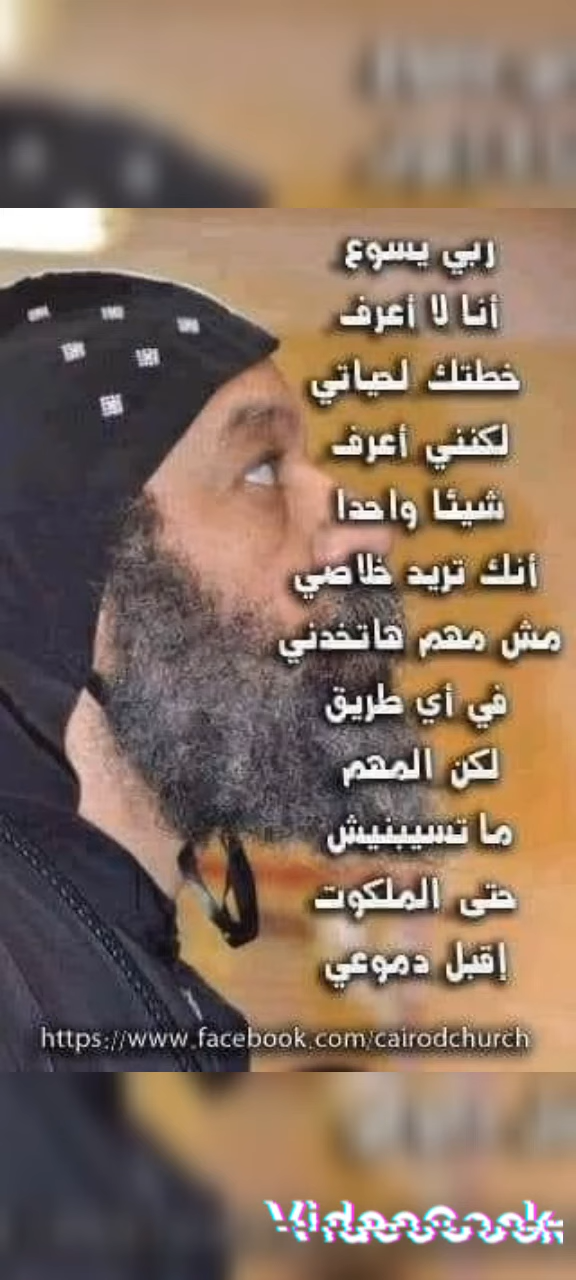 ربي يسوع
أنا لا أعرف
خطتك لحياتي
لكنني أعرف
شيئا واحدا
أنك تريد خلاصي
مش مهم هاتخدني
في أي طريق
لكن المهم
ما تسيبنيش
حتى الملكوت
إقبل دموعي
https://www.facebook.com/cairodchurch
VideoCook